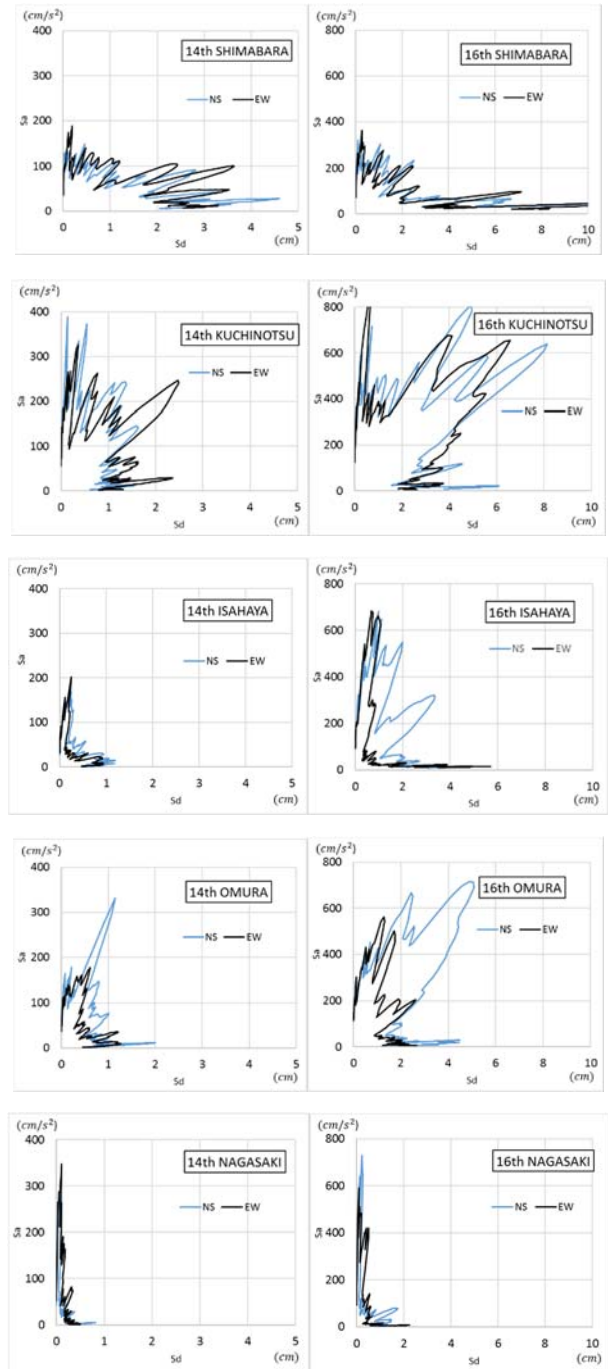 (cm/s²) (cm/s²)
400 14th SHIMABARA 800 16th SHIMABARA
300 600
NS EW NS EW
Sa 200 Sa 400
100 200
0 0
0 1 2 3 4 5 0 2 4 6 8 10
Sd (cm) Sd (cm)
(cm/s²) (cm/s²)
400 14th KUCHINOTSU 800 16th KUCHINOTSU
300 600
NS EW NS EW
Sa 200 Sa 400
100 200
0 0
0 1 2 3 4 5 0 2 4 6 8 10
Sd (cm) Sd (cm)
(cm/s²) (cm/s²)
400 14th ISAHAYA 800 16th ISAHAYA
300 600
NS EW NS EW
Sa 200 Sa 400
100 200
0 0
0 1 2 3 4 5 0 2 4 6 8 10
Sd (cm) Sd (cm)
(cm/s²) (cm/s²)
400 14th OMURA 800 16th OMURA
300 600
NS EW NS EW
Sa 200 Sa 400
100 200
0 0
0 1 2 3 4 5 0 2 4 6 8 10
Sd (cm) Sd (cm)
(cm/s²) (cm/s²)
400 14th NAGASAKI 800 16th NAGASAKI
300 600
NS EW NS EW
Sa 200 Sa 400
100 200
0 0
0 1 2 3 4 5 0 2 4 6 8 10
Sd (cm) Sd (cm)